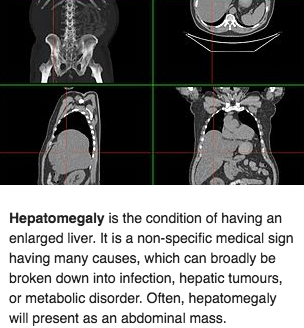 Hepatomegaly is the condition of having an
enlarged liver. It is a non-specific medical sign
having many causes, which can broadly be
broken down into infection, hepatic tumours,
or metabolic disorder. Often, hepatomegaly
will present as an abdominal mass.